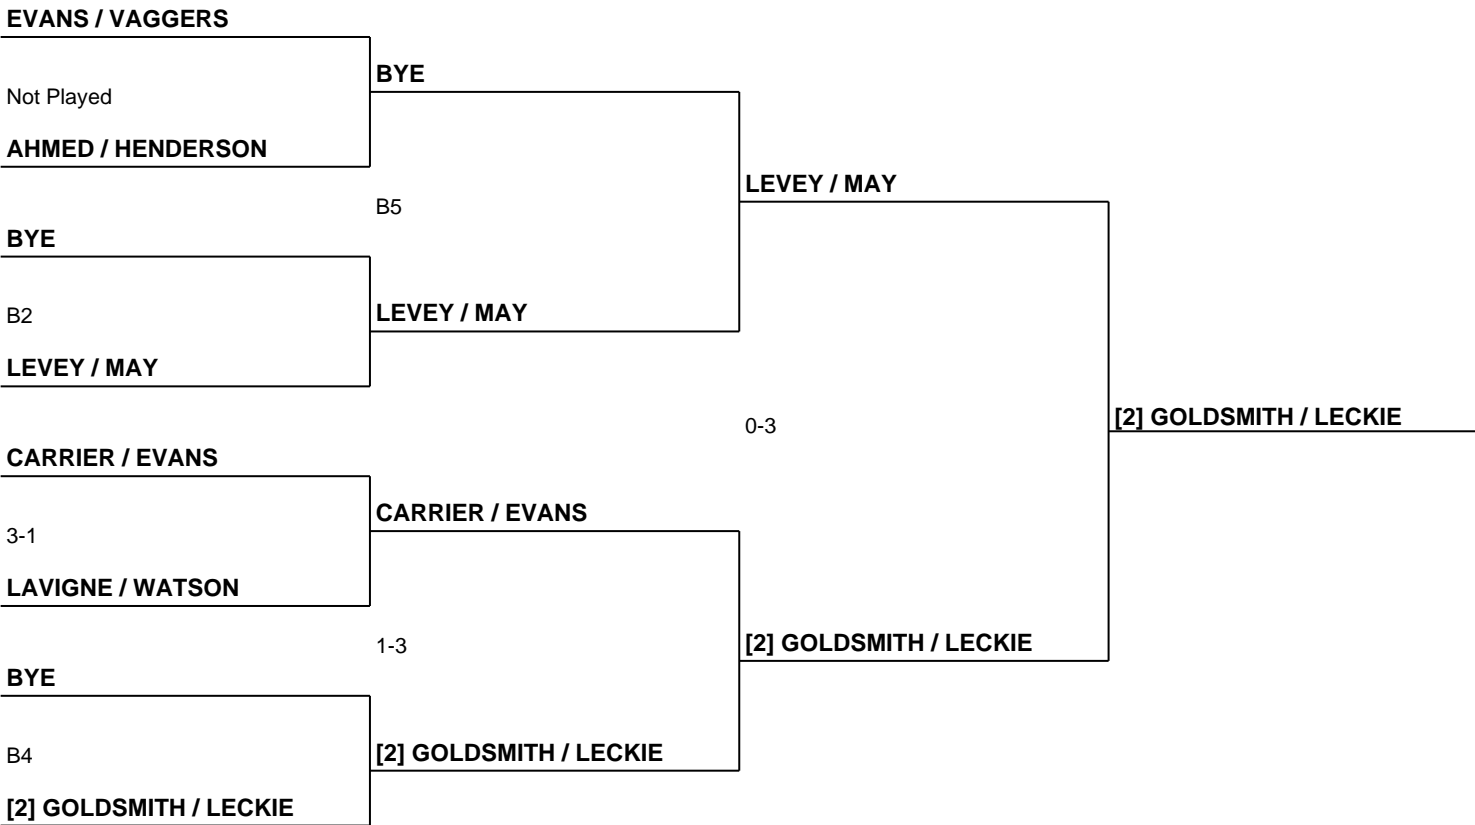 EVANS / VAGGERS
Not Played
AHMED / HENDERSON
BYE
B2
LEVEY / MAY
CARRIER / EVANS
3-1
LAVIGNE / WATSON
BYE
B4
[2] GOLDSMITH / LECKIE
BYE
B5
LEVEY / MAY
CARRIER / EVANS
1-3
[2] GOLDSMITH / LECKIE
LEVEY / MAY
0-3
[2] GOLDSMITH / LECKIE
[2] GOLDSMITH / LECKIE